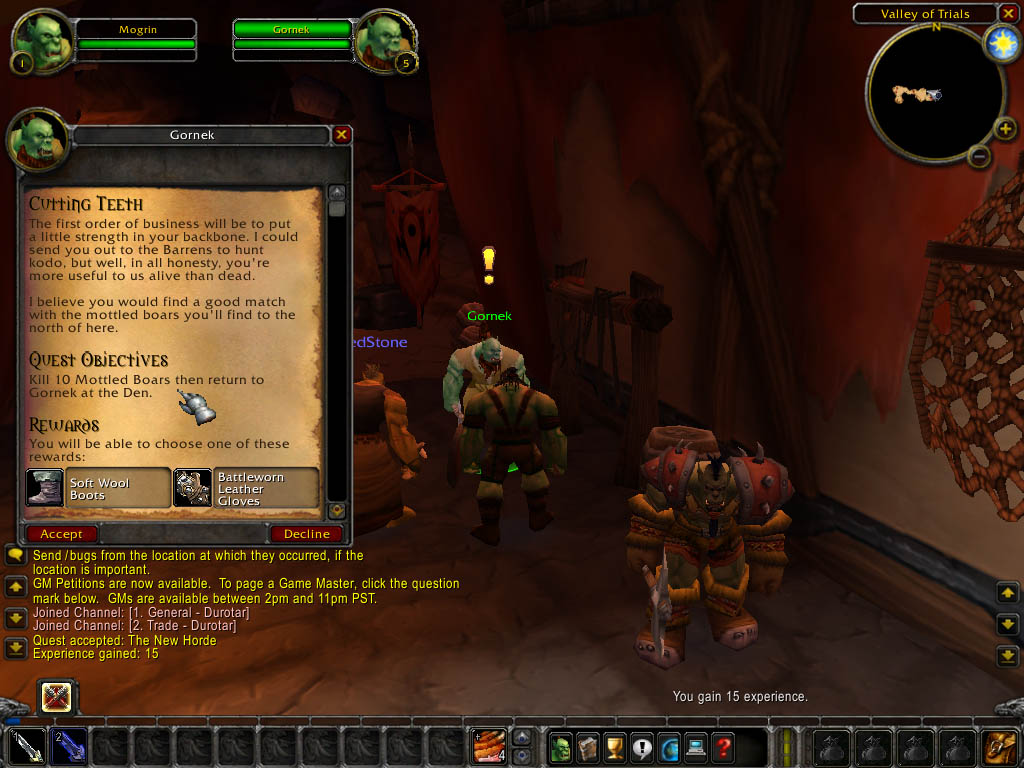 Mogrin
1
Gornek
5
Valley of Trials
N
Gornek
Cutting Teeth
The first order of business will be to put
a little strength in your backbone. I could
send you out to the Barrens to hunt
kodo, but well, in all honesty, you're
more useful to us alive than dead.
I believe you would find a good match
with the mottled boars you'll find to the
north of here.
Quest Objectives
Kill 10 Mottled Boars then return to
Gornek at the Den.
Rewards
You will be able to choose one of these
rewards:
Soft Wool
Boots
Battleworn
Leather
Gloves
Accept
Decline
Gornek
edStone
Send /bugs from the location at which they occurred, if the
location is important.
GM Petitions are now available. To page a Game Master, click the question
mark below. GMs are available between 2pm and 11pm PST.
Joined Channel: [1. General - Durotar]
Joined Channel: [2. Trade - Durotar]
Quest accepted: The New Horde
Experience gained: 15
You gain 15 experience.
1
2
+
4